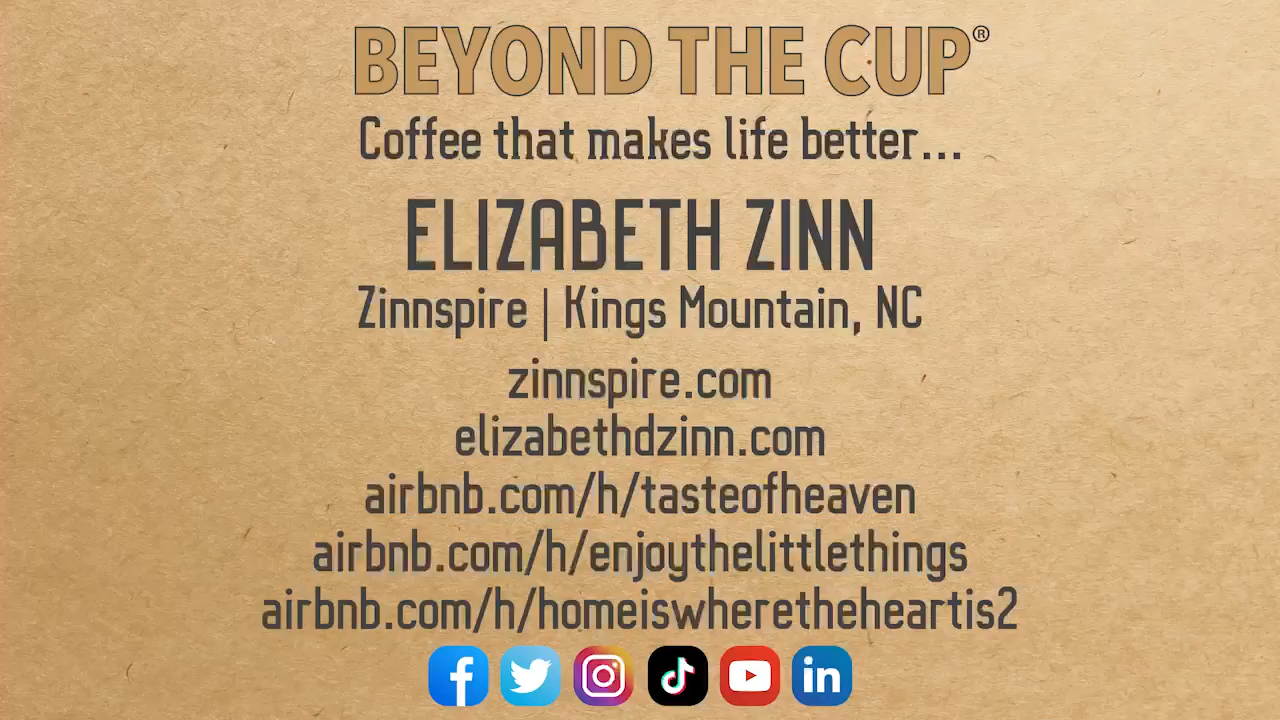 BEYOND THE CUP®
Coffee that makes life better...
ELIZABETH ZINN
Zinnspire | Kings Mountain, NC
zinnspire.com
elizabethdzinn.com
airbnb.com/h/tasteofheaven
airbnb.com/h/enjoythelittlethings
airbnb.com/h/homeiswheretheheartis2